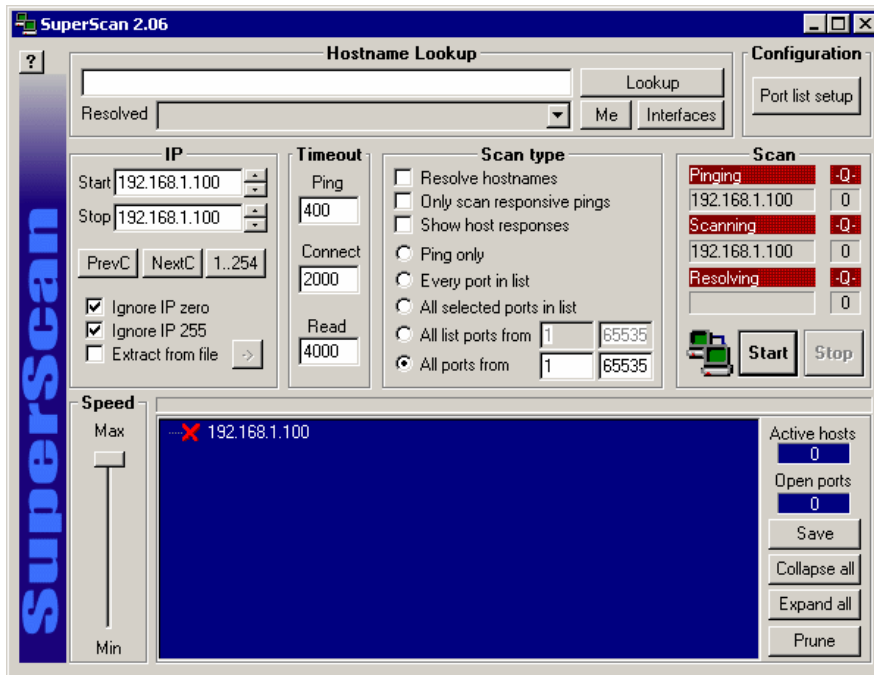 SuperScan 2.06
?
SuperScan
Hostname Lookup
Lookup
Resolved
Me
Interfaces
Configuration
Port list setup
IP
Start 192.168.1.100
Stop 192.168.1.100
PrevC
NextC
1..254
Ignore IP zero
Ignore IP 255
Extract from file
->
Timeout
Ping
400
Connect
2000
Read
4000
Scan type
Resolve hostnames
Only scan responsive pings
Show host responses
Ping only
Every port in list
All selected ports in list
All list ports from 1 65535
All ports from 1 65535
Scan
Pinging -Q-
192.168.1.100 0
Scanning -Q-
192.168.1.100 0
Resolving -Q-
0
Start
Stop
Speed
Max
Min
192.168.1.100
Active hosts
0
Open ports
0
Save
Collapse all
Expand all
Prune